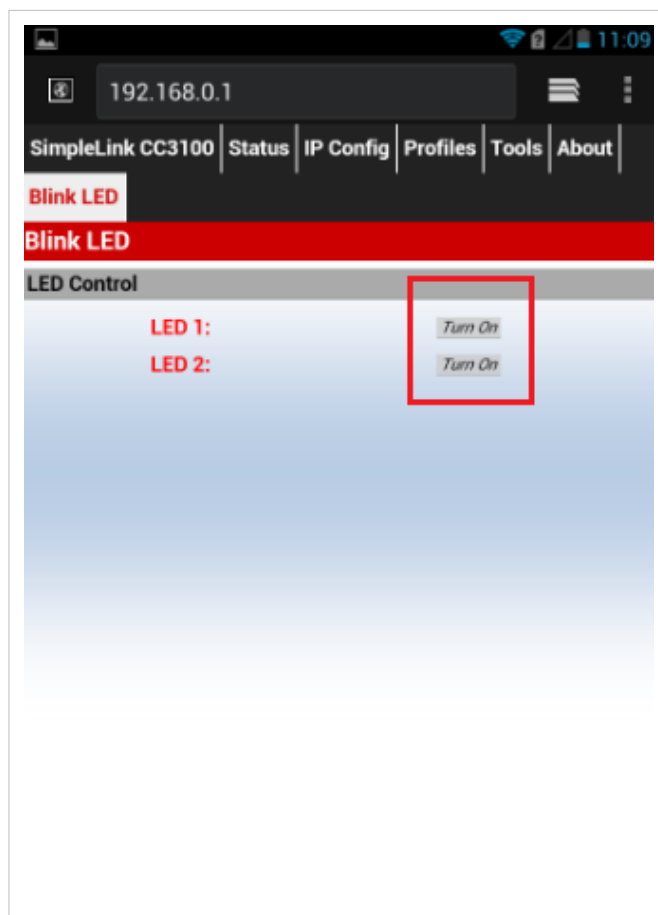 11:09
192.168.0.1
SimpleLink CC3100 Status IP Config Profiles Tools About
Blink LED
Blink LED
LED Control
LED 1: Turn On
LED 2: Turn On